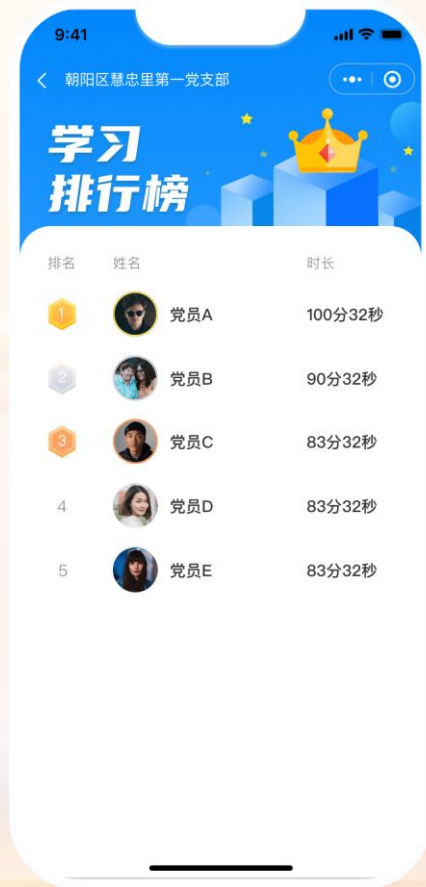 9:41
朝阳区慧忠里第一党支部
学习
排行榜
排名 姓名 时长
1 党员A 100分32秒
2 党员B 90分32秒
3 党员C 83分32秒
4 党员D 83分32秒
5 党员E 83分32秒